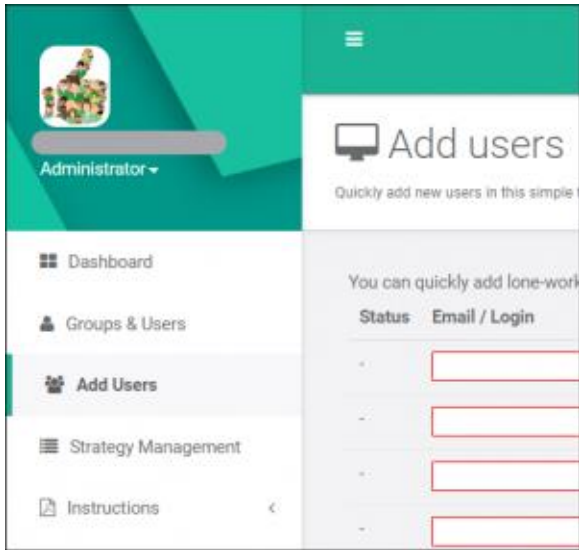 Administrator
Add users
Quickly add new users in this simple
Dashboard
Groups & Users
Add Users
Strategy Management
Instructions
You can quickly add lone-work
Status Email / Login
-
-
-
-